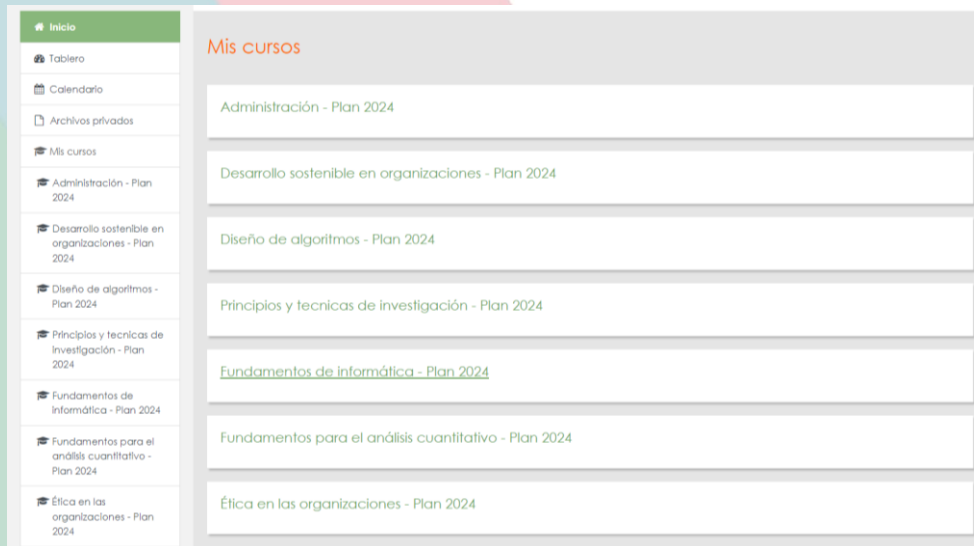 Inicio
Tablero
Calendario
Archivos privados
Mis cursos
Administración - Plan
2024
Desarrollo sostenible en
organizaciones - Plan
2024
Diseño de algoritmos -
Plan 2024
Principios y tecnicas de
investigación - Plan
2024
Fundamentos de
informática - Plan 2024
Fundamentos para el
análisis cuantitativo -
Plan 2024
Ética en las
organizaciones - Plan
2024
Mis cursos
Administración - Plan 2024
Desarrollo sostenible en organizaciones - Plan 2024
Diseño de algoritmos - Plan 2024
Principios y tecnicas de investigación - Plan 2024
Fundamentos de informática - Plan 2024
Fundamentos para el análisis cuantitativo - Plan 2024
Ética en las organizaciones - Plan 2024